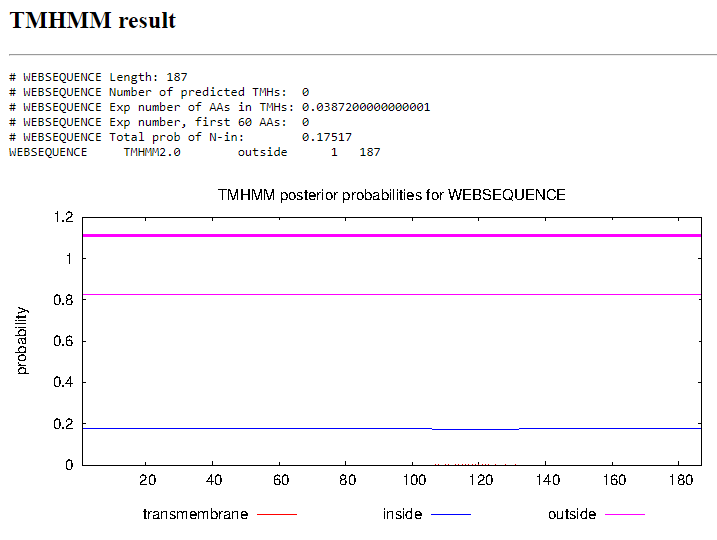 TMHMM result
# WEBSEQUENCE Length: 187
# WEBSEQUENCE Number of predicted TMHs:  0
# WEBSEQUENCE Exp number of AAs in TMHs: 0.0387200000000001
# WEBSEQUENCE Exp number, first 60 AAs:  0
# WEBSEQUENCE Total prob of N-in:        0.17517
WEBSEQUENCE     TMHMM2.0        outside      1   187
TMHMM posterior probabilities for WEBSEQUENCE
1.2
1
0.8
0.6
0.4
0.2
0
probability
20 40 60 80 100 120 140 160 180
transmembrane inside outside